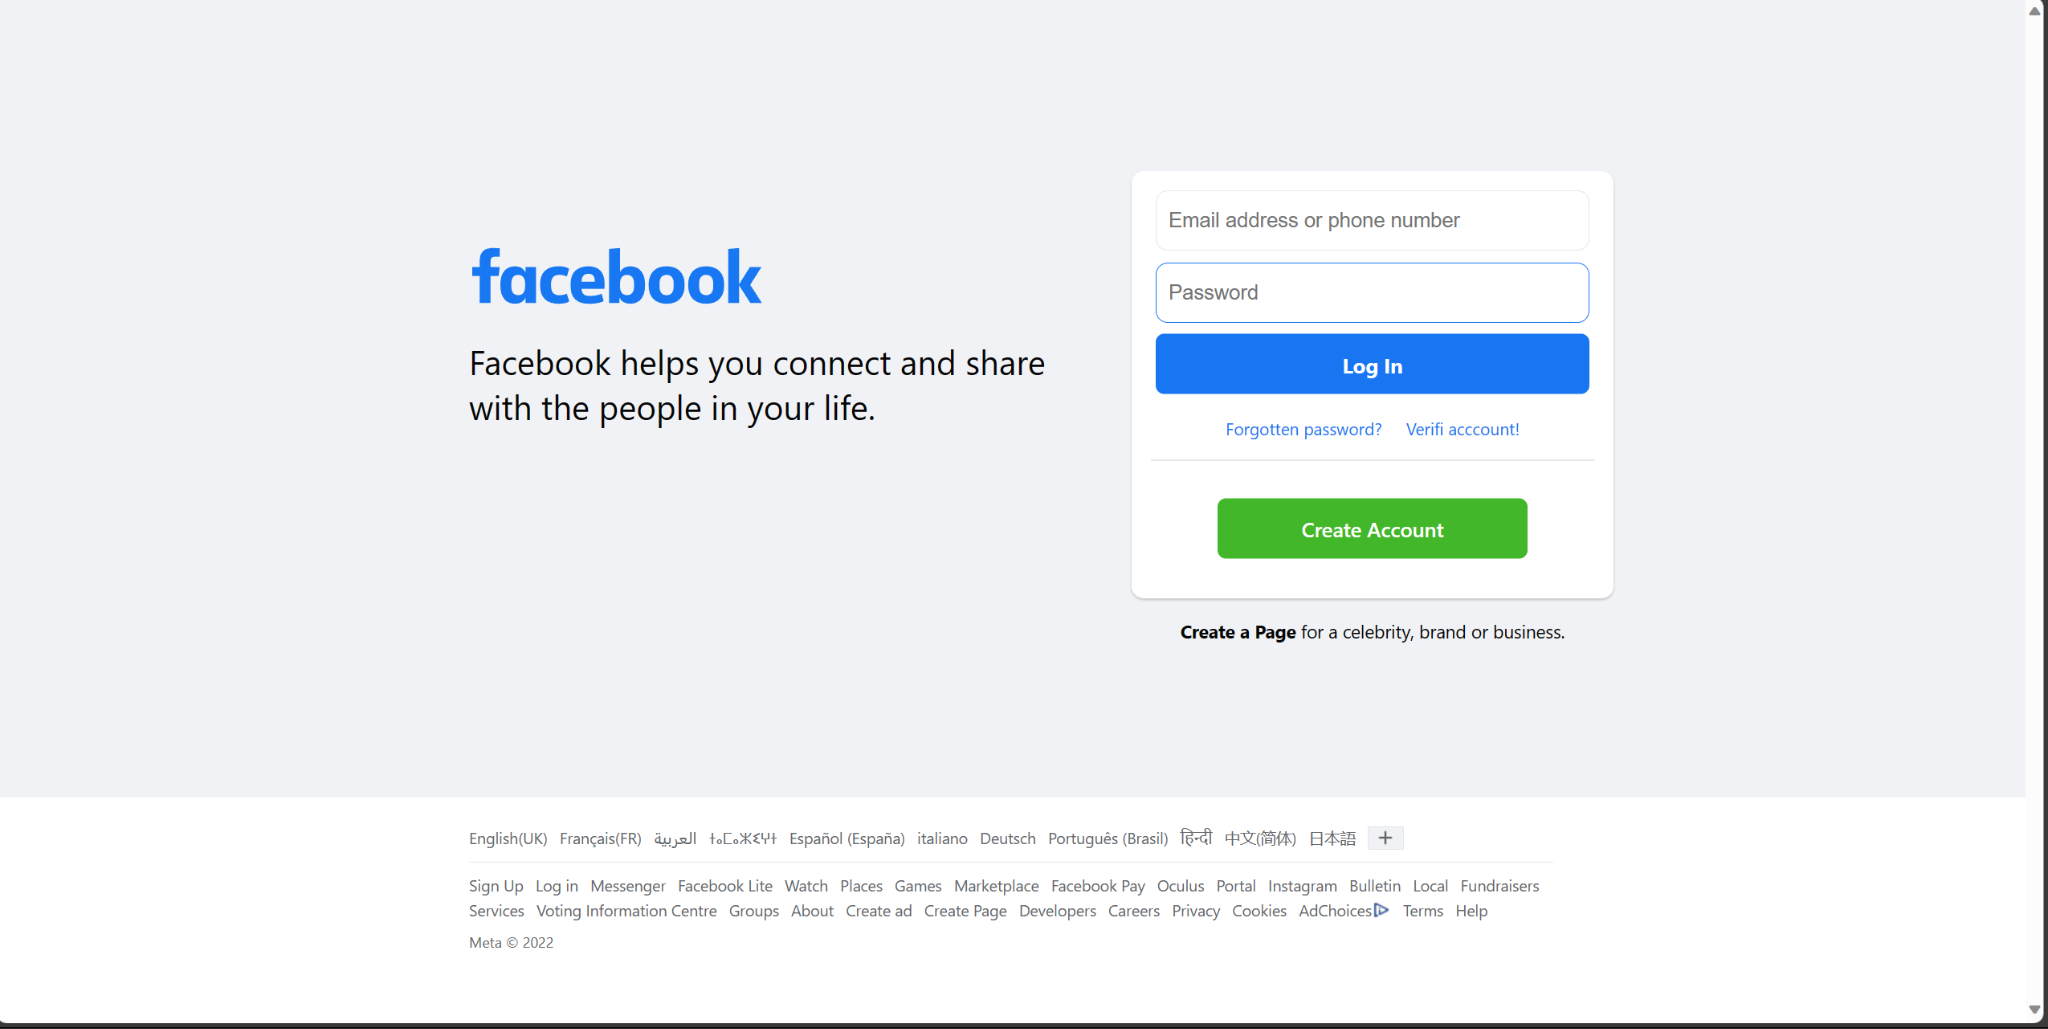 facebook
Facebook helps you connect and share
with the people in your life.
Email address or phone number
Password
Log In
Forgotten password? Verifi acccount!
Create Account
Create a Page for a celebrity, brand or business.
English(UK) Français(FR) العربية ⵜⴰⵎⴰⵣⵉⵖⵜ Español (España) italiano Deutsch Português (Brasil) हिन्दी 中文(简体) 日本語 +
Sign Up Log in Messenger Facebook Lite Watch Places Games Marketplace Facebook Pay Oculus Portal Instagram Bulletin Local Fundraisers
Services Voting Information Centre Groups About Create ad Create Page Developers Careers Privacy Cookies AdChoices Terms Help
Meta © 2022